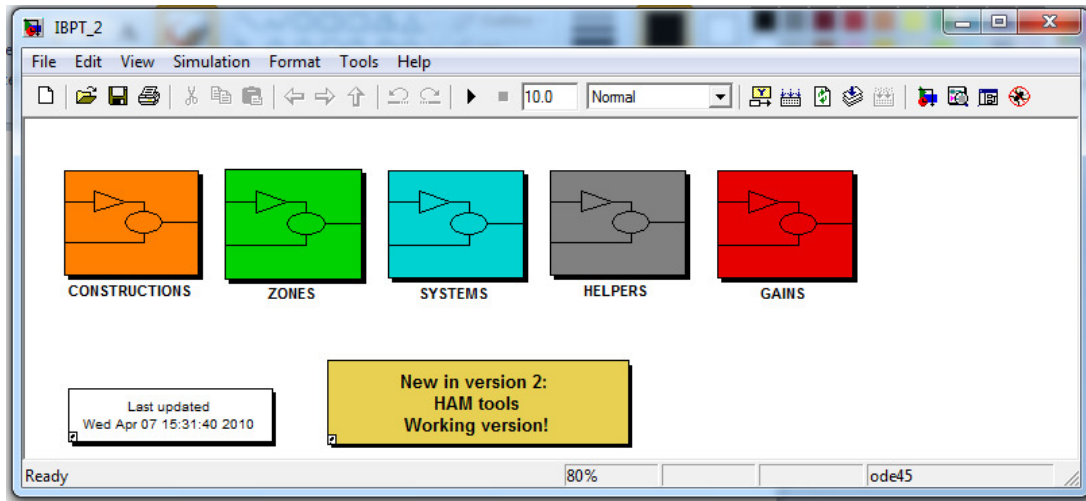 IBPT_2
File Edit View Simulation Format Tools Help
10.0 Normal
CONSTRUCTIONS ZONES SYSTEMS HELPERS GAINS
Last updated
Wed Apr 07 15:31:40 2010
New in version 2:
HAM tools
Working version!
Ready 80% ode45